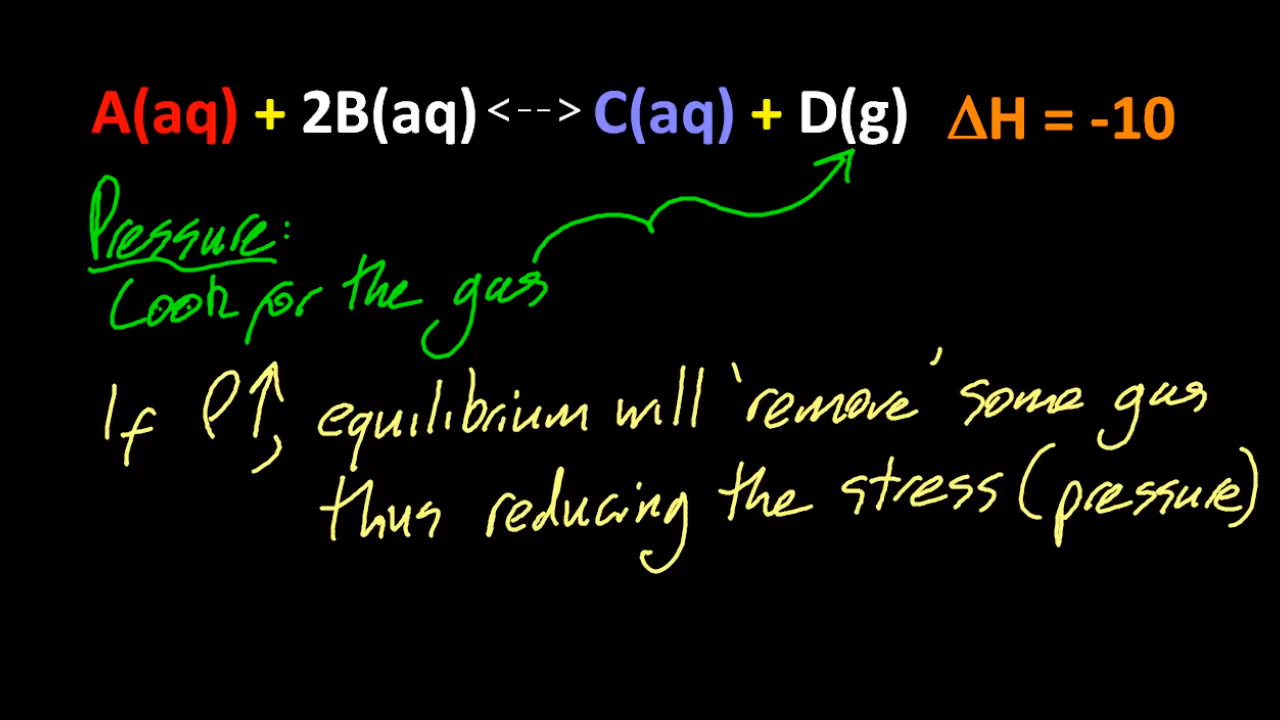 A(aq) + 2B(aq) <--> C(aq) + D(g) ΔH = -10
Pressure:
Look for the gas
If P↑, equilibrium will 'remove' some gas
thus reducing the stress (pressure)